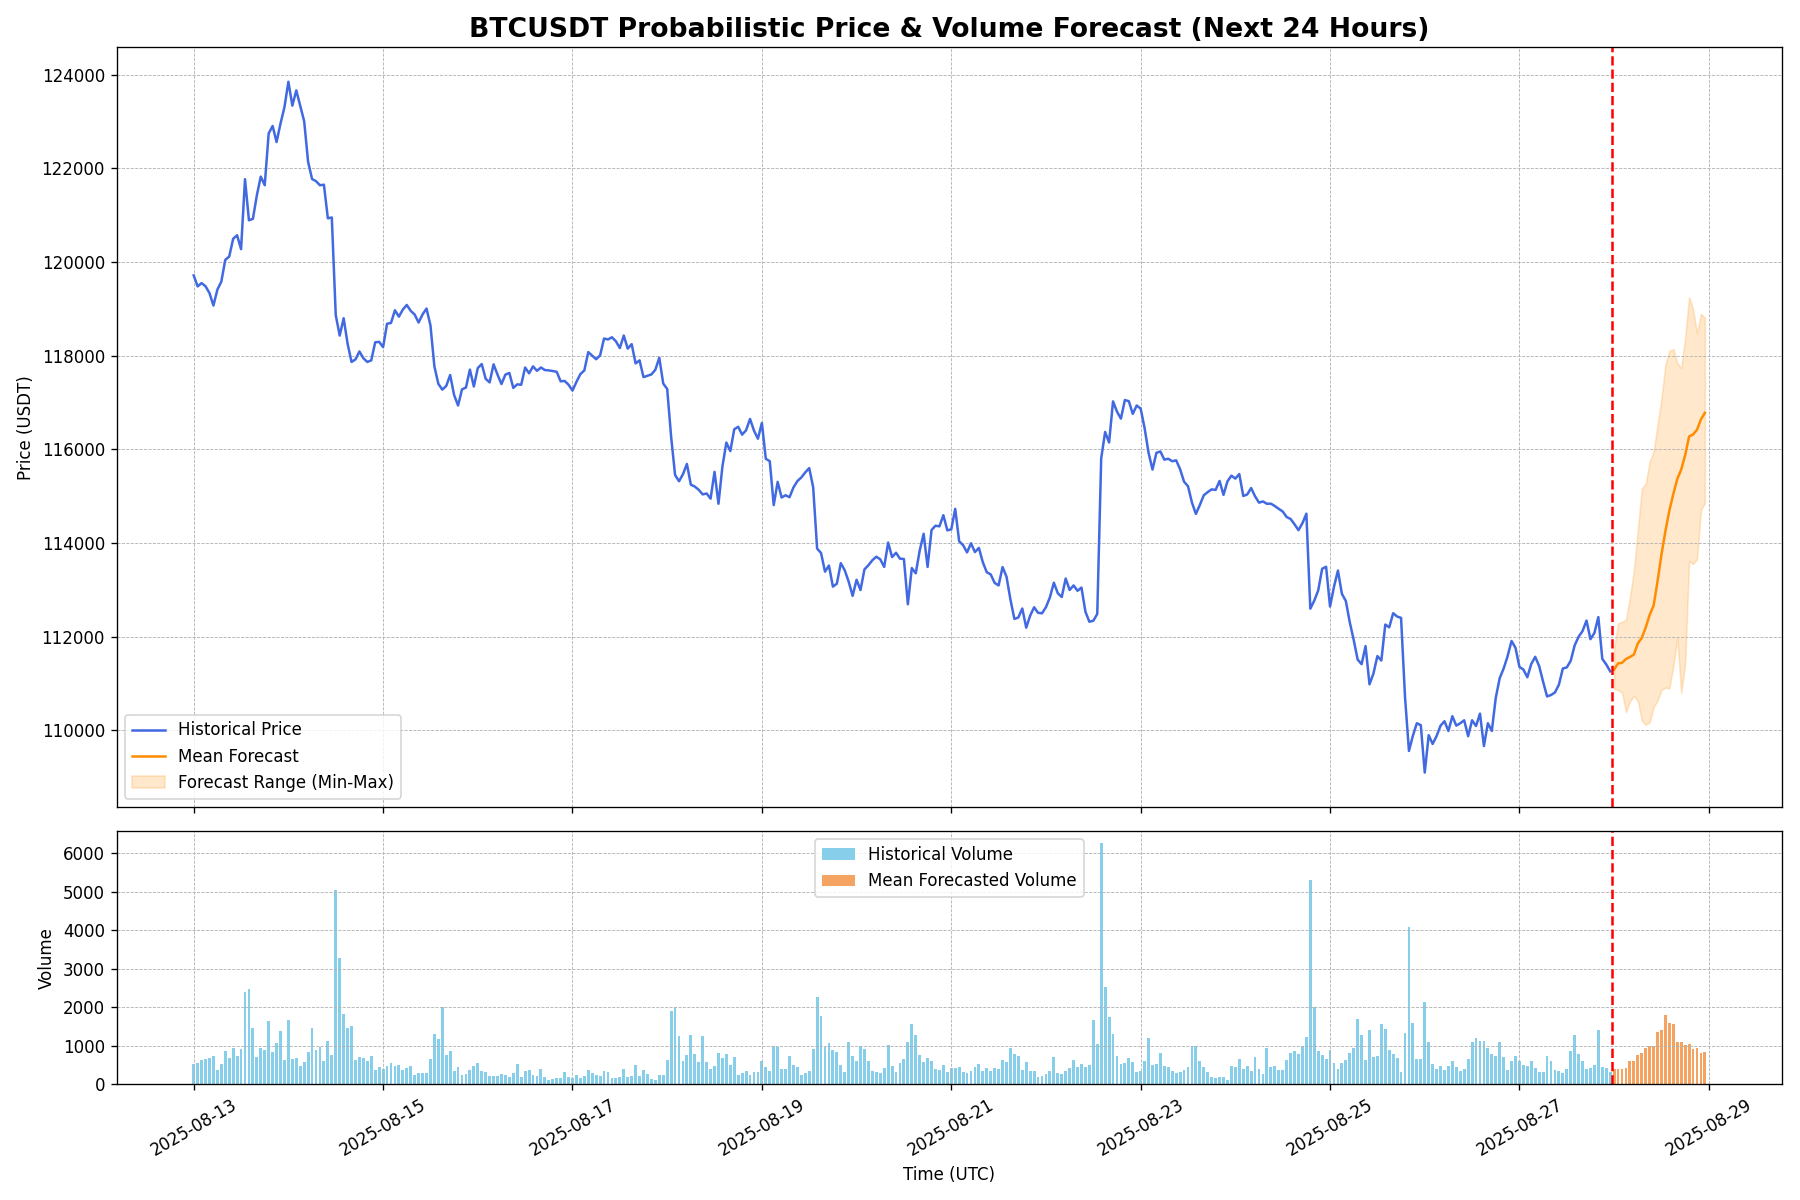 BTCUSDT Probabilistic Price & Volume Forecast (Next 24 Hours)
Price (USDT)
124000
122000
120000
118000
116000
114000
112000
110000
Historical Price
Mean Forecast
Forecast Range (Min-Max)
Volume
6000
5000
4000
3000
2000
1000
0
Historical Volume
Mean Forecasted Volume
2025-08-13
2025-08-15
2025-08-17
2025-08-19
2025-08-21
2025-08-23
2025-08-25
2025-08-27
2025-08-29
Time (UTC)